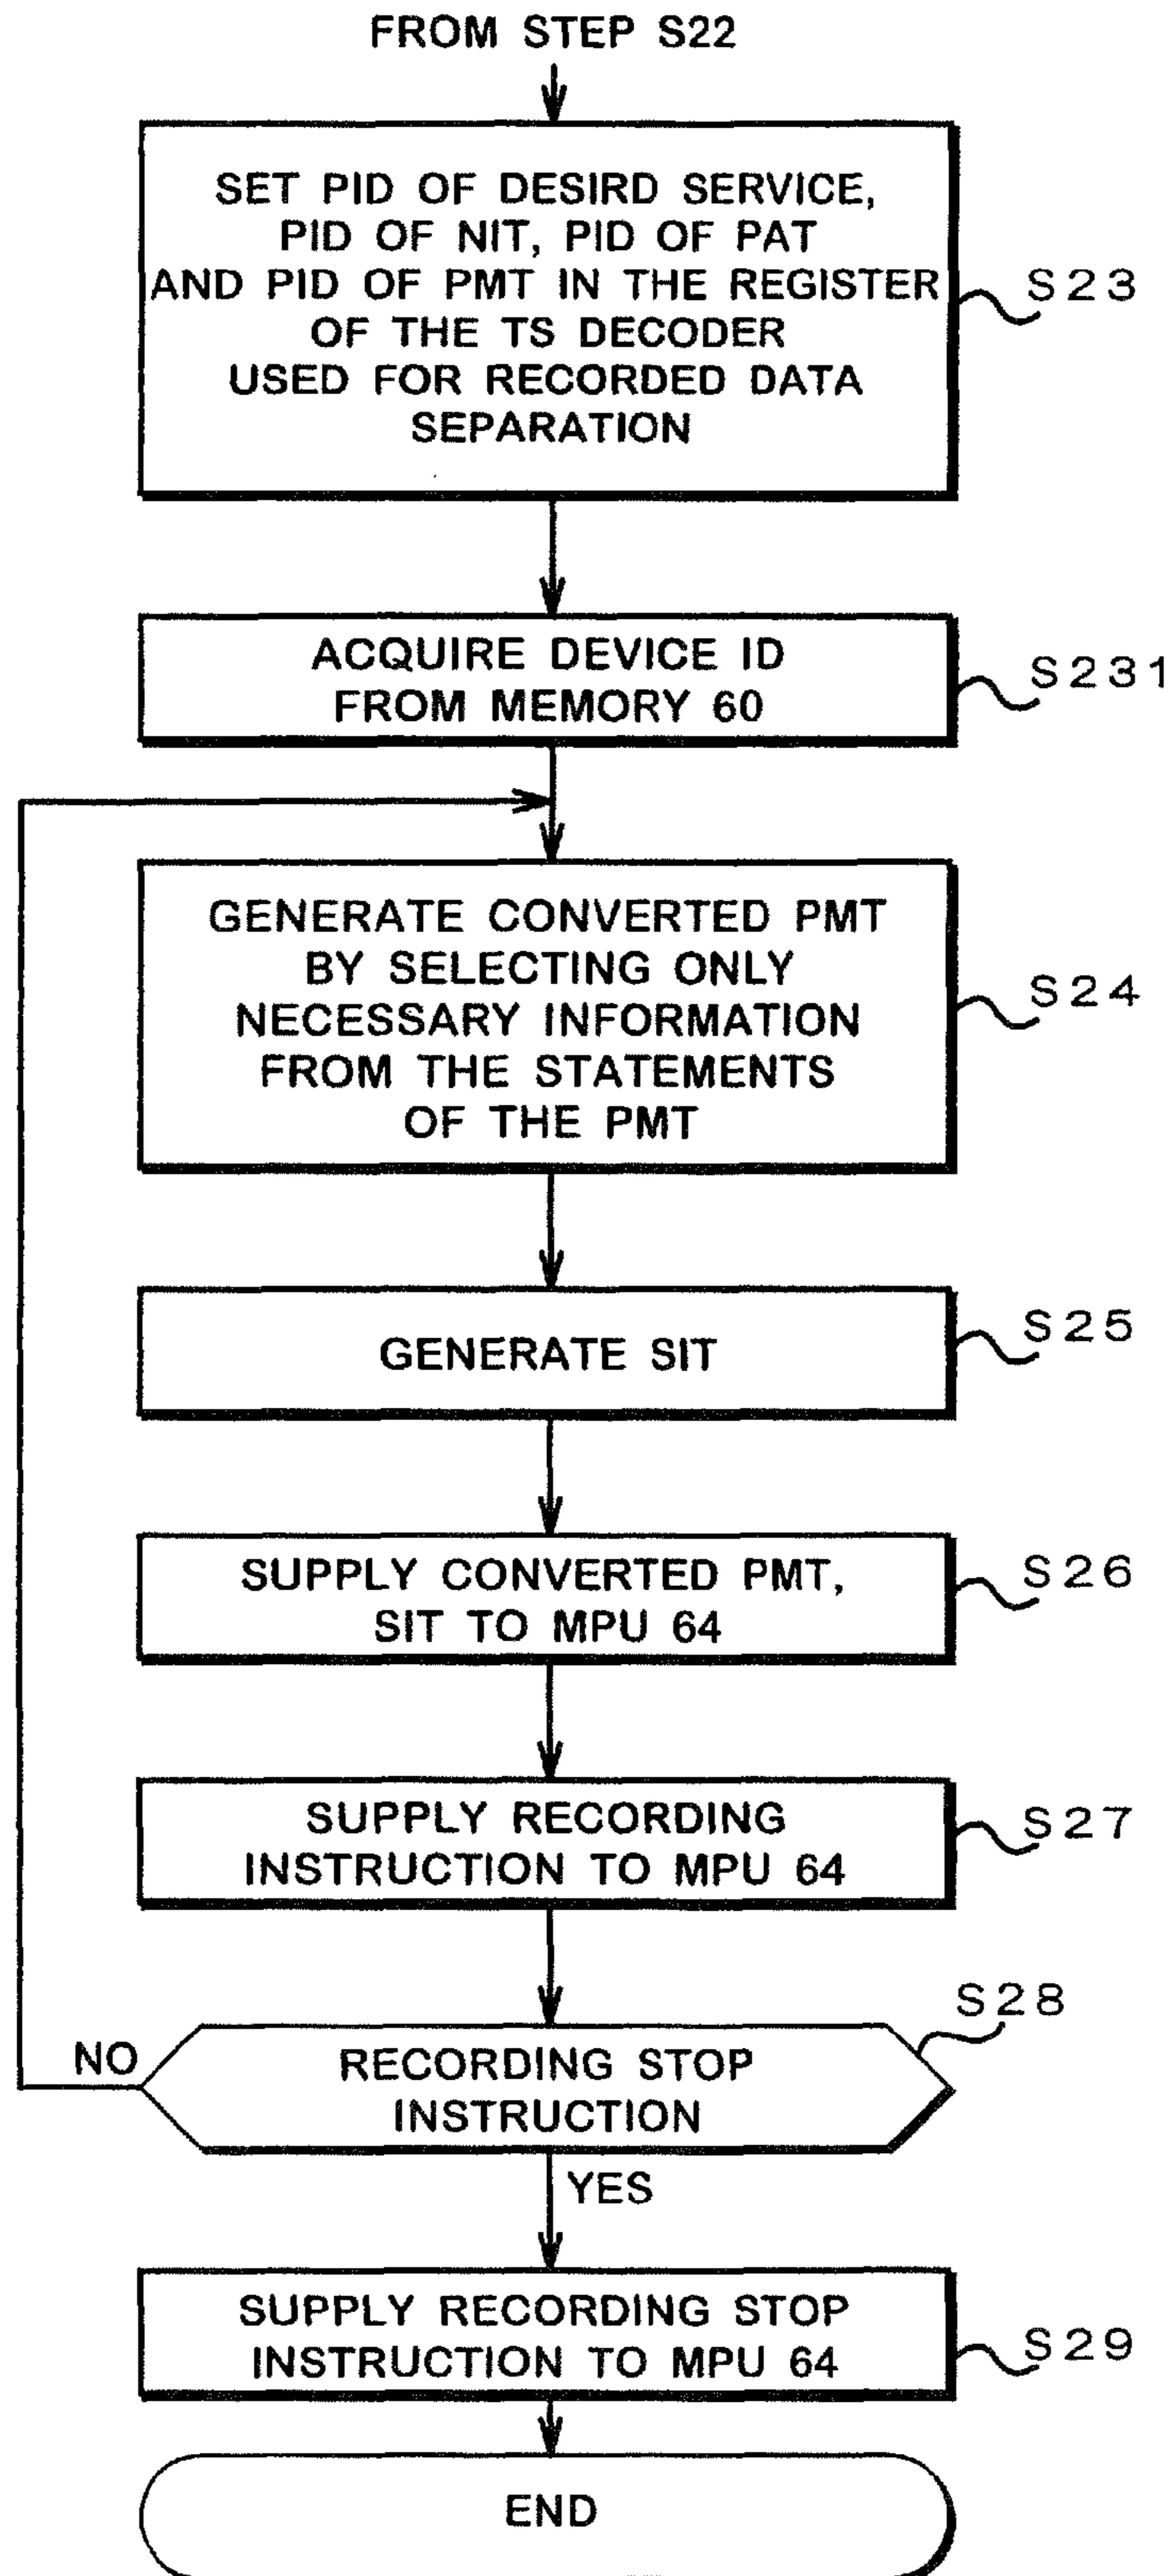 FROM STEP S22
SET PID OF DESIRD SERVICE,
PID OF NIT, PID OF PAT
AND PID OF PMT IN THE REGISTER
OF THE TS DECODER
USED FOR RECORDED DATA
SEPARATION
S23
ACQUIRE DEVICE ID
FROM MEMORY 60
S231
GENERATE CONVERTED PMT
BY SELECTING ONLY
NECESSARY INFORMATION
FROM THE STATEMENTS
OF THE PMT
S24
GENERATE SIT
S25
SUPPLY CONVERTED PMT,
SIT TO MPU 64
S26
SUPPLY RECORDING
INSTRUCTION TO MPU 64
S27
S28
NO
RECORDING STOP
INSTRUCTION
YES
SUPPLY RECORDING STOP
INSTRUCTION TO MPU 64
S29
END